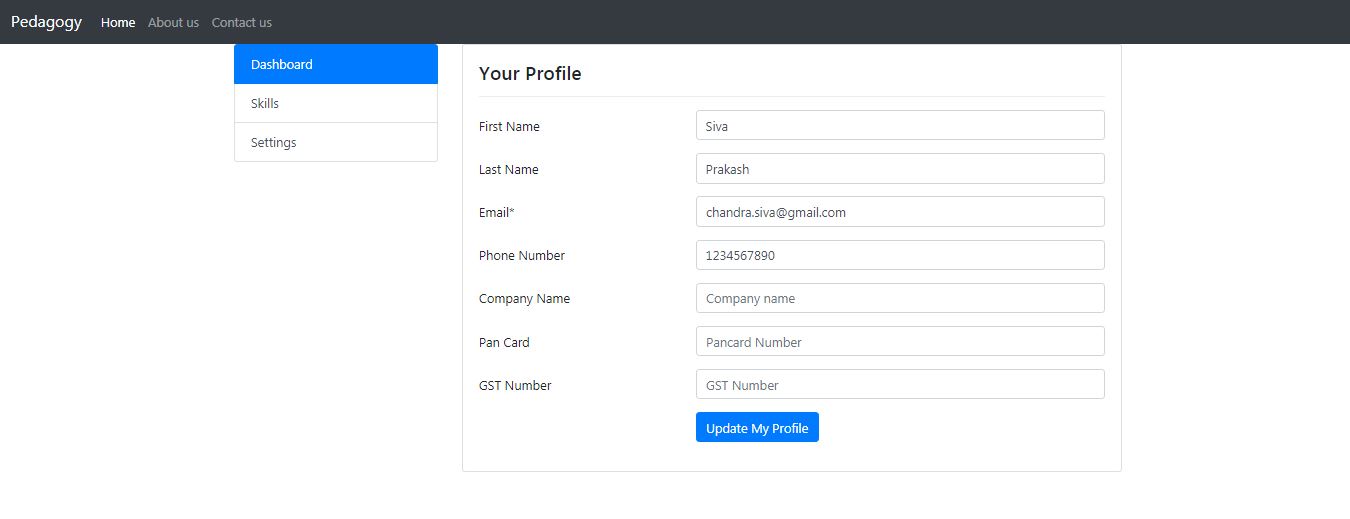 Pedagogy Home About us Contact us
Dashboard
Skills
Settings
Your Profile
First Name Siva
Last Name Prakash
Email* chandra.siva@gmail.com
Phone Number 1234567890
Company Name Company name
Pan Card Pancard Number
GST Number GST Number
Update My Profile